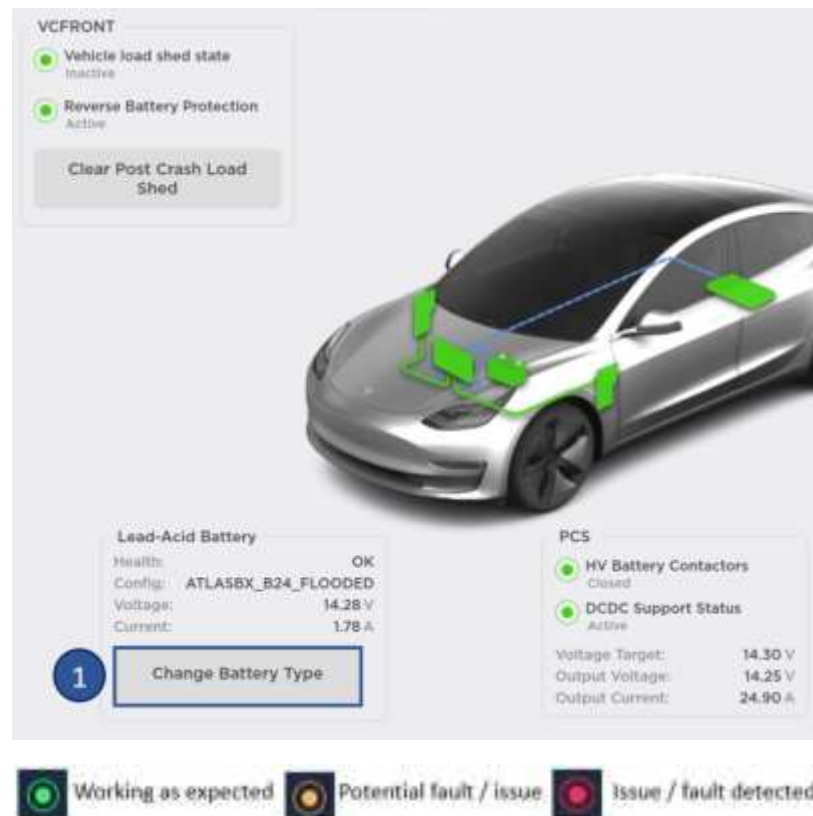 VCFRONT
Vehicle load shed state
Inactive
Reverse Battery Protection
Active
Clear Post Crash Load
Shed
Lead-Acid Battery
Health: OK
Config: ATLASBX_B24_FLOODED
Voltage: 14.28 V
Current: 1.78 A
1
Change Battery Type
PCS
HV Battery Contactors
Closed
DCDC Support Status
Active
Voltage Target: 14.30 V
Output Voltage: 14.25 V
Output Current: 24.90 A
Working as expected
Potential fault / issue
Issue / fault detected